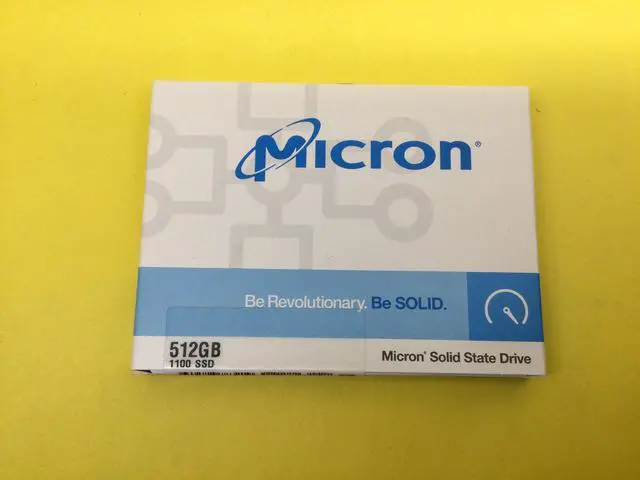 Micron®
Be Revolutionary. Be SOLID.
512GB
1100 SSD
Micron® Solid State Drive